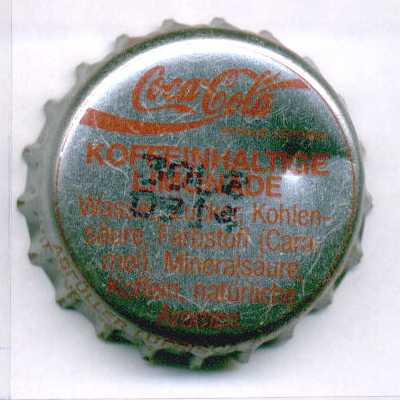 Coca-Cola
KOFFEINHALTIGE
LIMONADE
Wasser, Zucker, Kohlen-
säure, Farbstoff (Cara-
mel), Mineralsäure,
Koffein, natürliche
Aromen